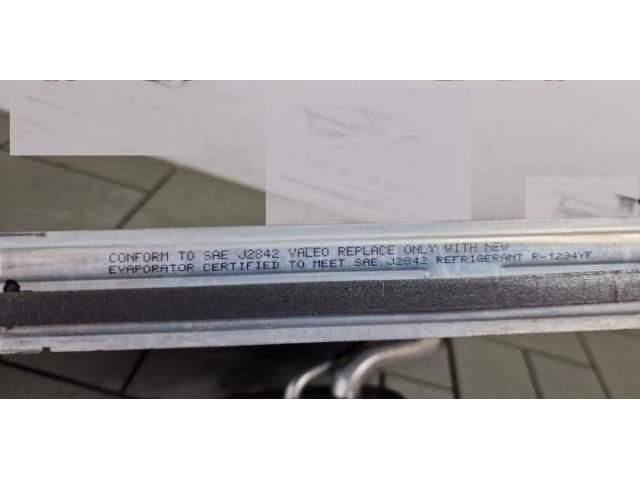 CONFORM TO SAE J2842 VALEO REPLACE ONLY WITH NEW
EVAPORATOR CERTIFIED TO MEET SAE J2842 REFRIGERANT R-1234YF